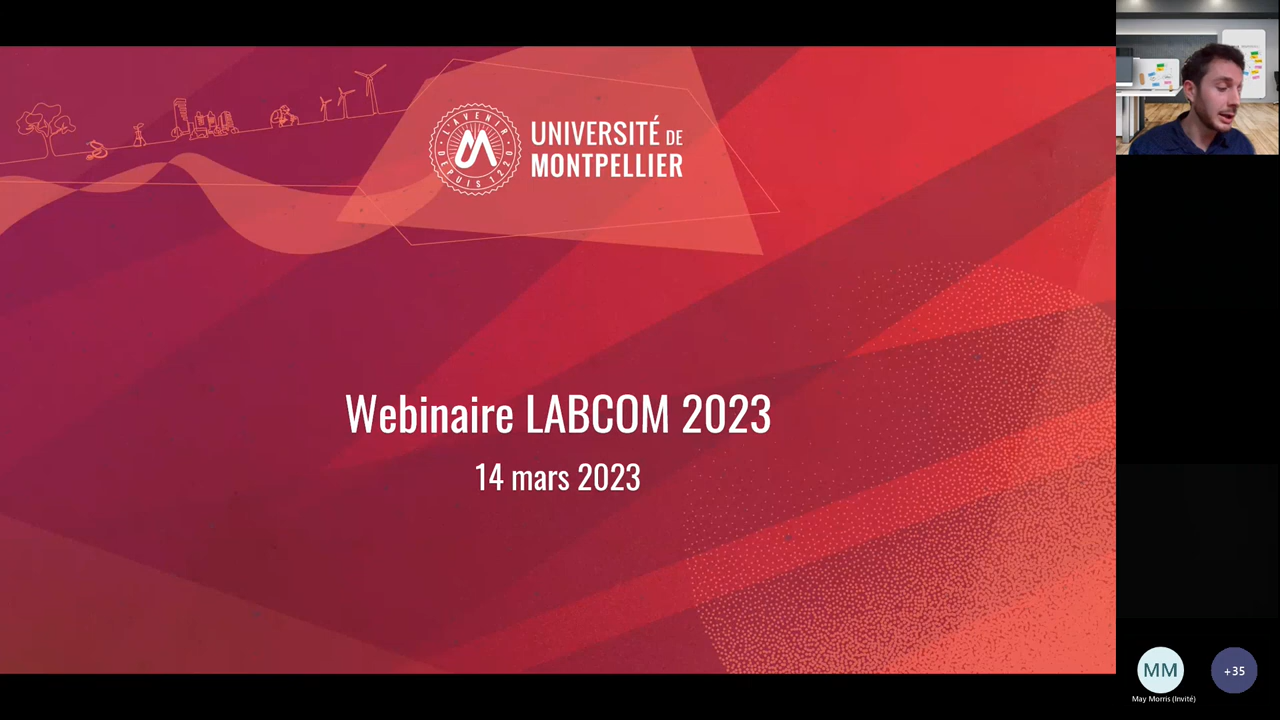 L'AVENIR
DEPUIS 1220
UNIVERSITÉ DE
MONTPELLIER
Webinaire LABCOM 2023
14 mars 2023
MM
+35
May Morris (Invité)